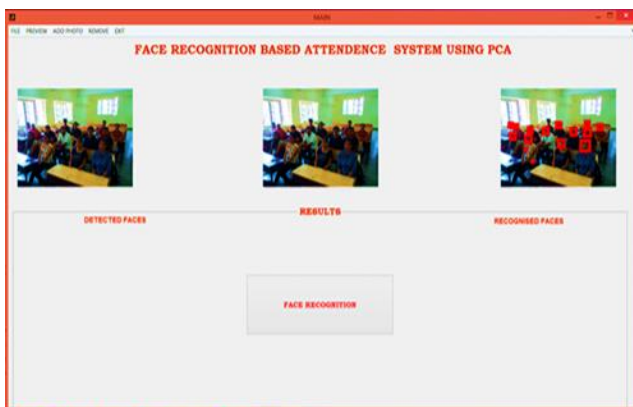 MAIN
FILE PREVIEW ADD PHOTO REMOVE EXIT
FACE RECOGNITION BASED ATTENDENCE SYSTEM USING PCA
RESULTS
DETECTED FACES
RECOGNISED FACES
FACE RECOGNITION